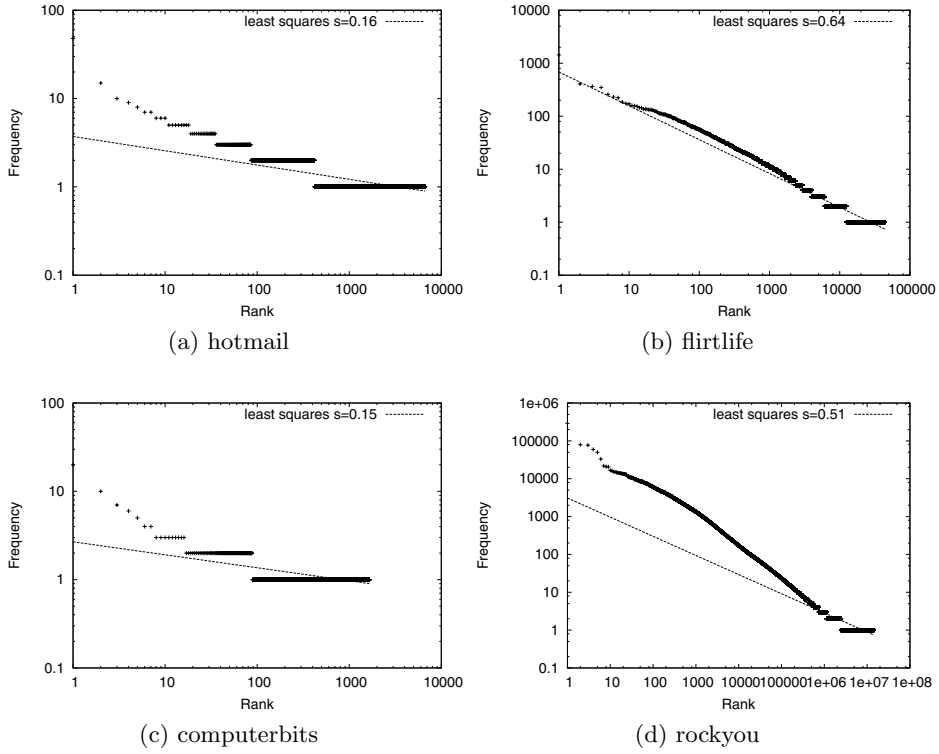 least squares s=0.16
100
10
1
0.1
Frequency
1 10 100 1000 10000
Rank
(a) hotmail
least squares s=0.64
10000
1000
100
10
1
0.1
Frequency
1 10 100 1000 10000 100000
Rank
(b) flirtlife
least squares s=0.15
100
10
1
0.1
Frequency
1 10 100 1000 10000
Rank
(c) computerbits
least squares s=0.51
1e+06
100000
10000
1000
100
10
1
0.1
Frequency
1 10 100 1000 10000 100000 1e+06 1e+07 1e+08
Rank
(d) rockyou